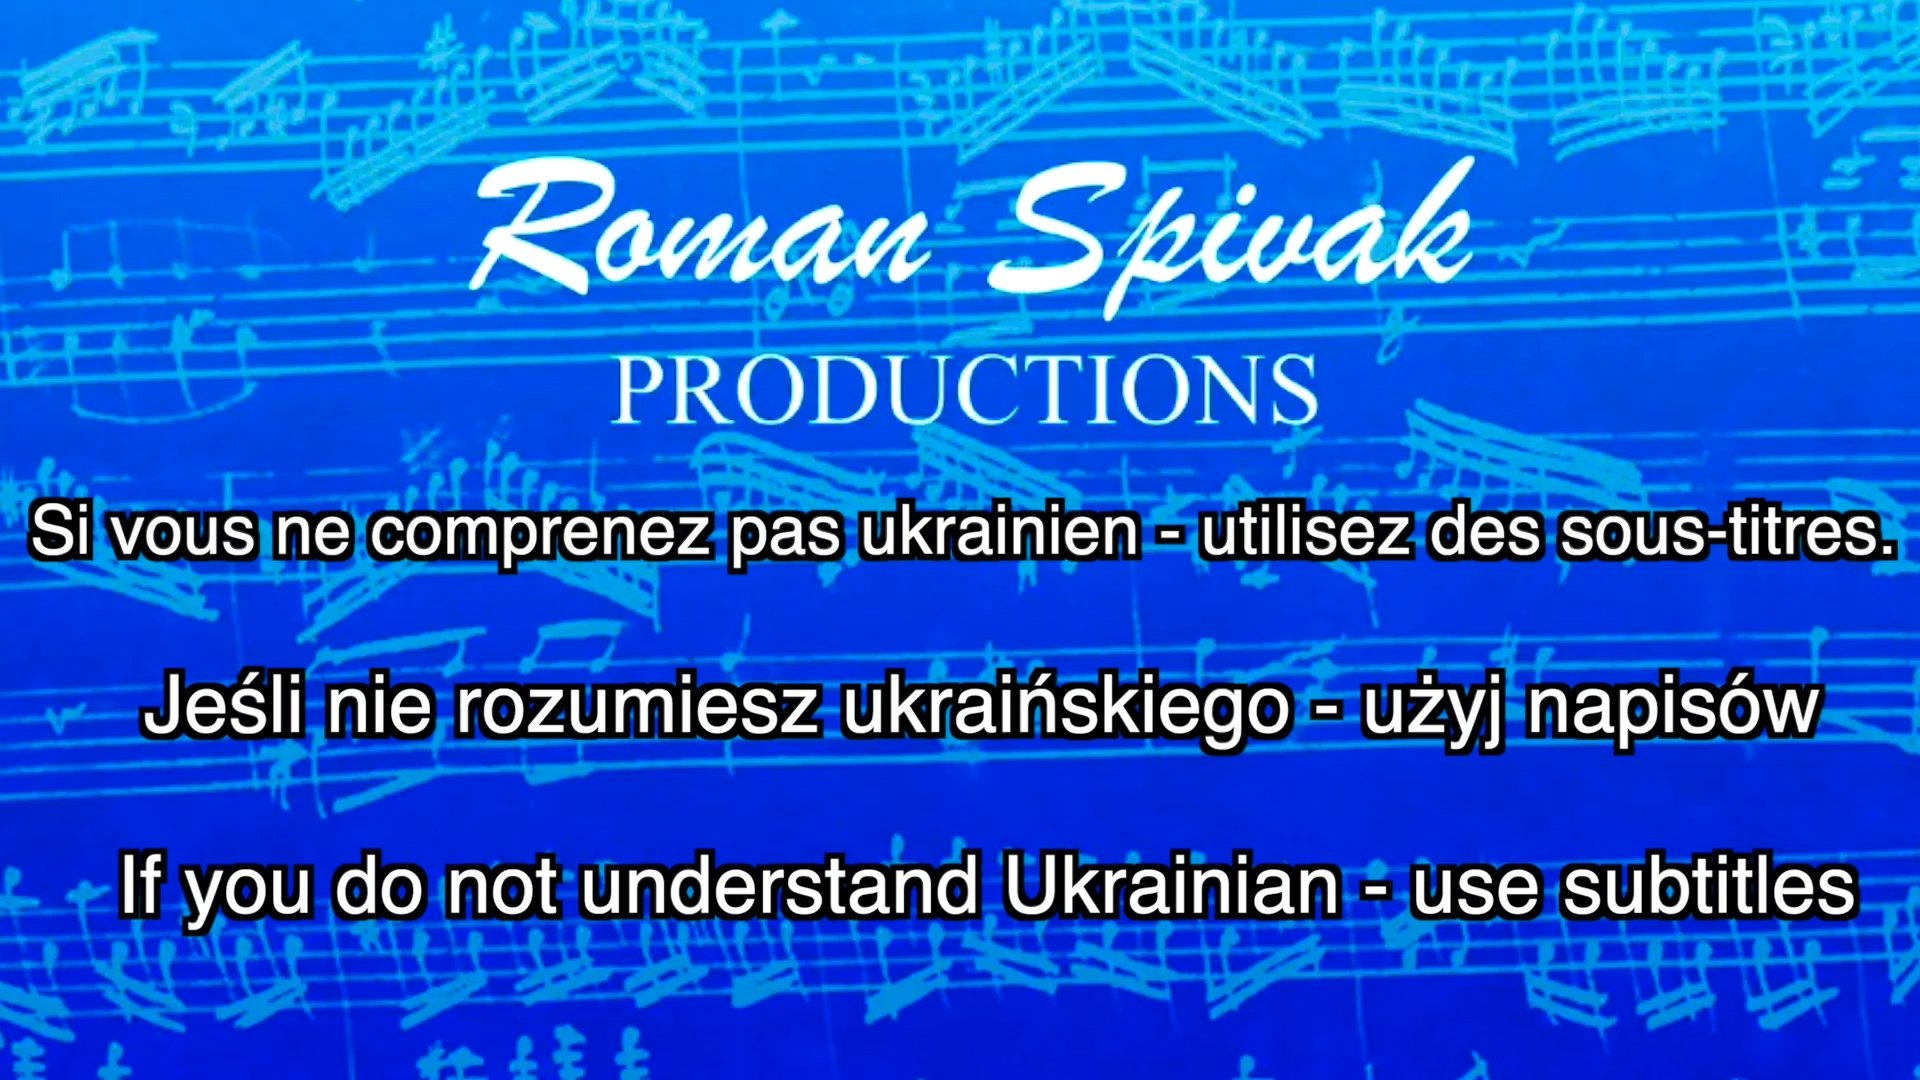 Roman Spivak
PRODUCTIONS
Si vous ne comprenez pas ukrainien - utilisez des sous-titres.
Jeśli nie rozumiesz ukraińskiego - użyj napisów
If you do not understand Ukrainian - use subtitles